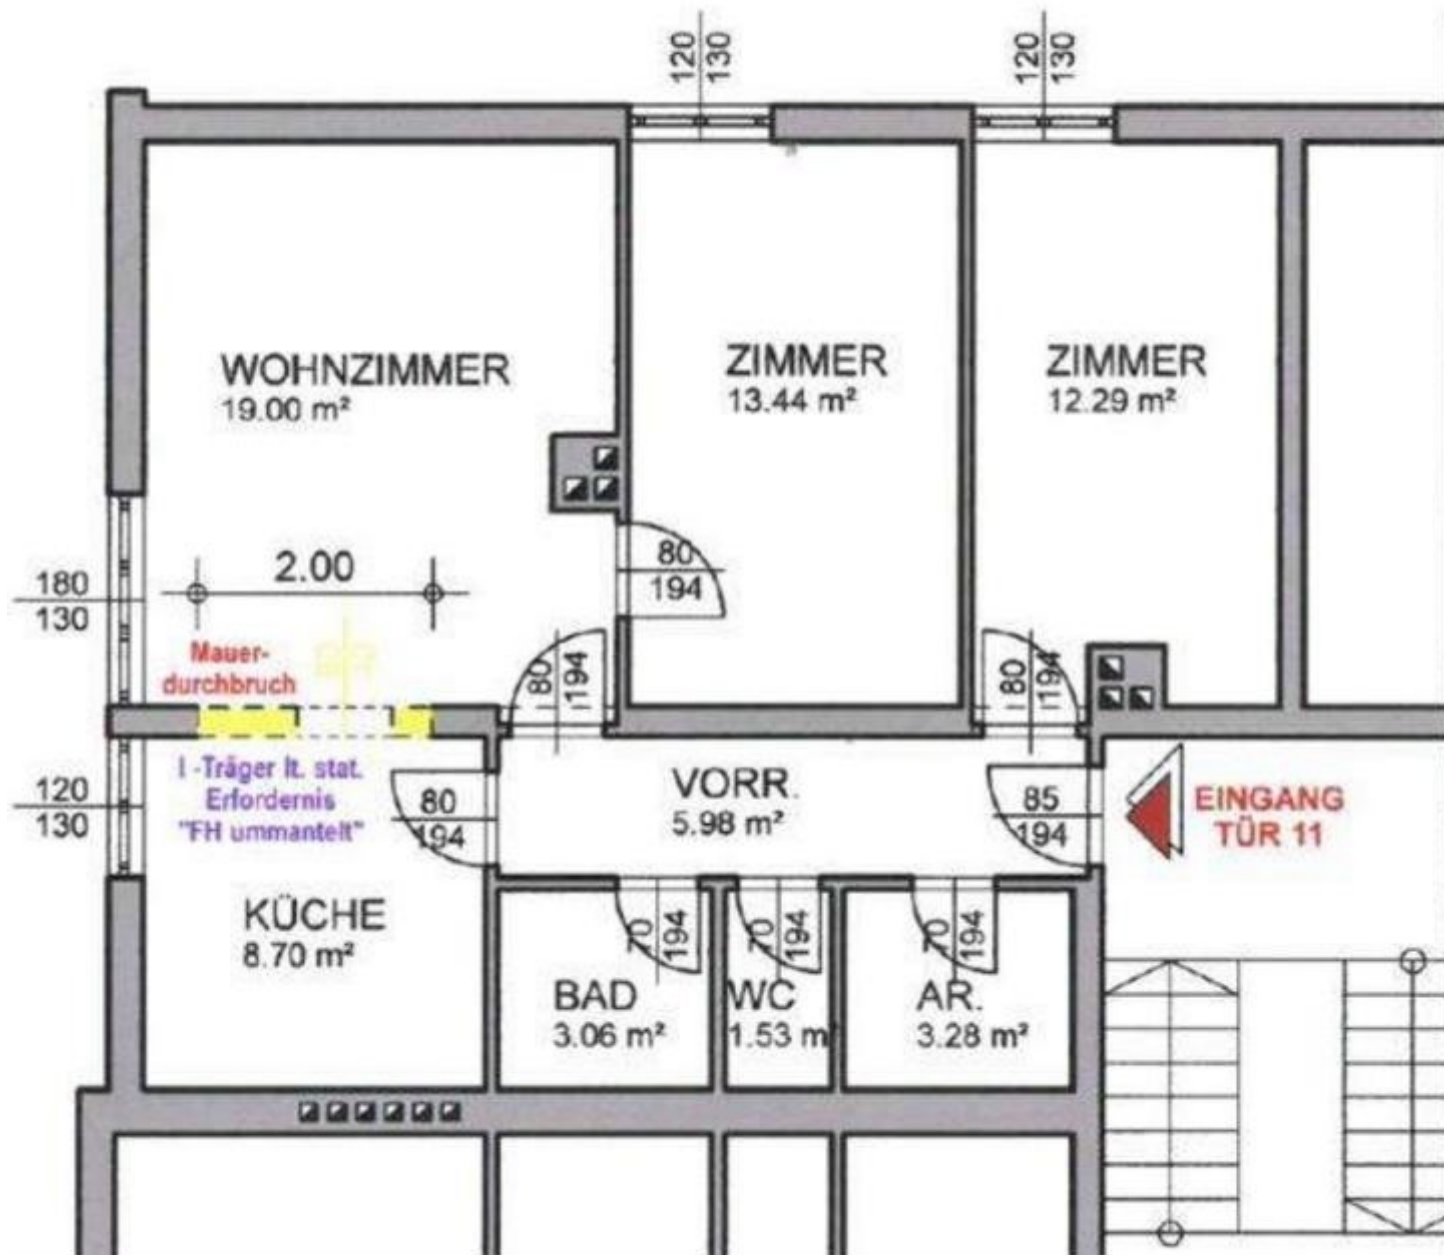 120
130
120
130
WOHNZIMMER
19.00 m²
ZIMMER
13.44 m²
ZIMMER
12.29 m²
2.00
80
194
180
130
Mauer-
durchbruch
80
194
80
194
I -Träger lt. stat.
Erfordernis
"FH ummantelt"
120
130
80
194
VORR.
5.98 m²
85
194
EINGANG
TÜR 11
KÜCHE
8.70 m²
70
194
70
194
70
194
BAD
3.06 m²
WC
1.53 m²
AR.
3.28 m²